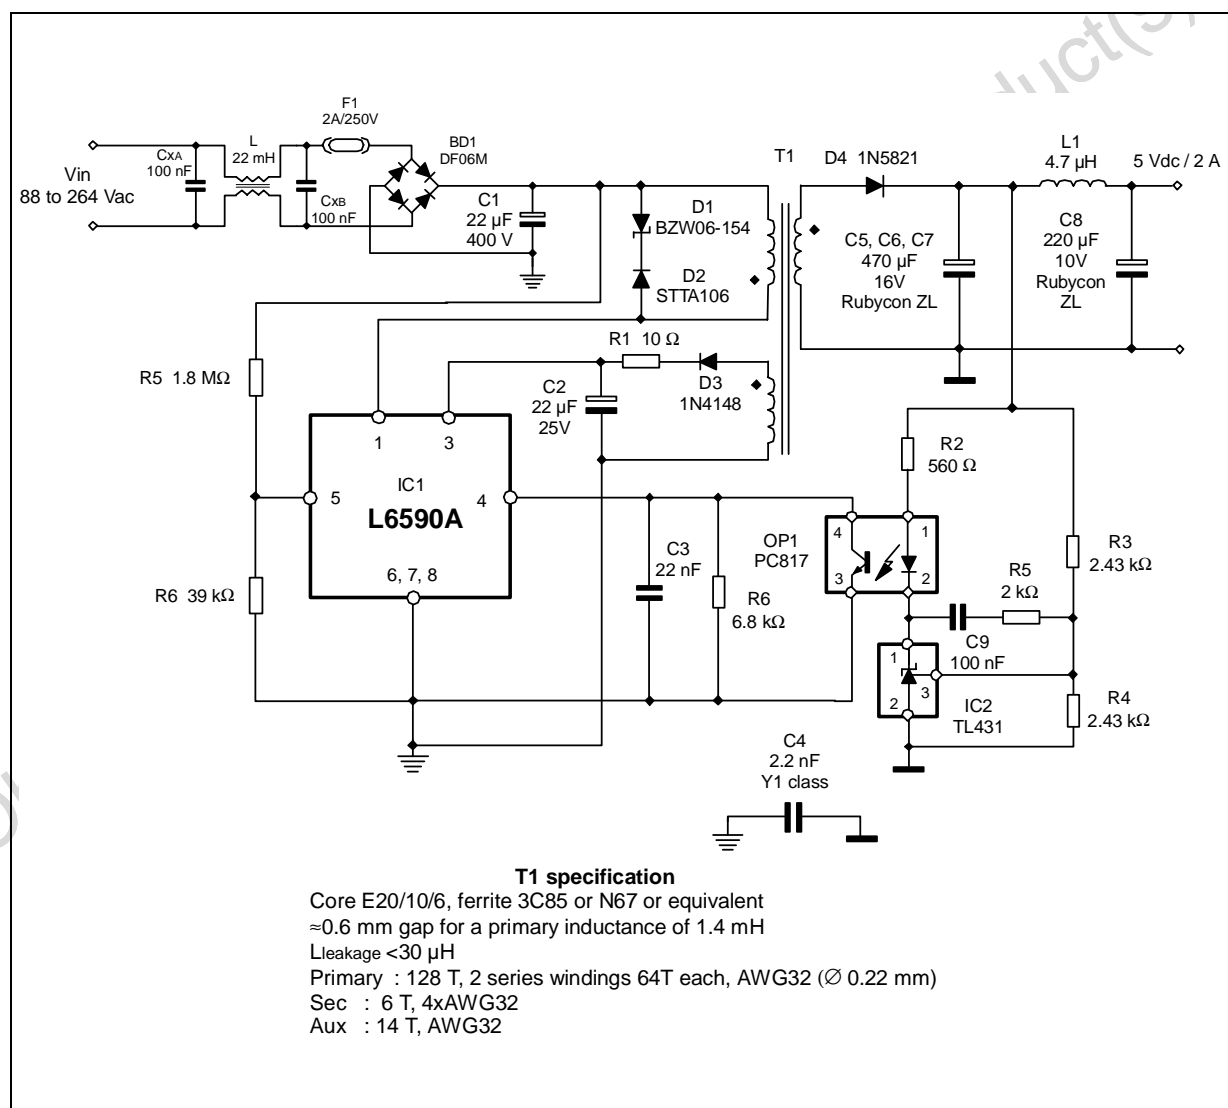 duct(s)
F1
2A/250V
L
22 mH
CxA
100 nF
BD1
DF06M
Vin
88 to 264 Vac
CxB
100 nF
C1
22 µF
400 V
D1
BZW06-154
D2
STTA106
T1
D4 1N5821
L1
4.7 µH
5 Vdc / 2 A
C5, C6, C7
470 µF
16V
Rubycon ZL
C8
220 µF
10V
Rubycon
ZL
R5 1.8 MΩ
R1 10 Ω
C2
22 µF
25V
D3
1N4148
1
3
5
IC1
L6590A
4
6, 7, 8
R6 39 kΩ
C3
22 nF
R6
6.8 kΩ
OP1
PC817
4
3
1
2
R2
560 Ω
R3
2.43 kΩ
R5
2 kΩ
C9
100 nF
1
2
3
IC2
TL431
R4
2.43 kΩ
C4
2.2 nF
Y1 class
T1 specification
Core E20/10/6, ferrite 3C85 or N67 or equivalent
≈0.6 mm gap for a primary inductance of 1.4 mH
Lleakage <30 µH
Primary : 128 T, 2 series windings 64T each, AWG32 (∅ 0.22 mm)
Sec : 6 T, 4xAWG32
Aux : 14 T, AWG32